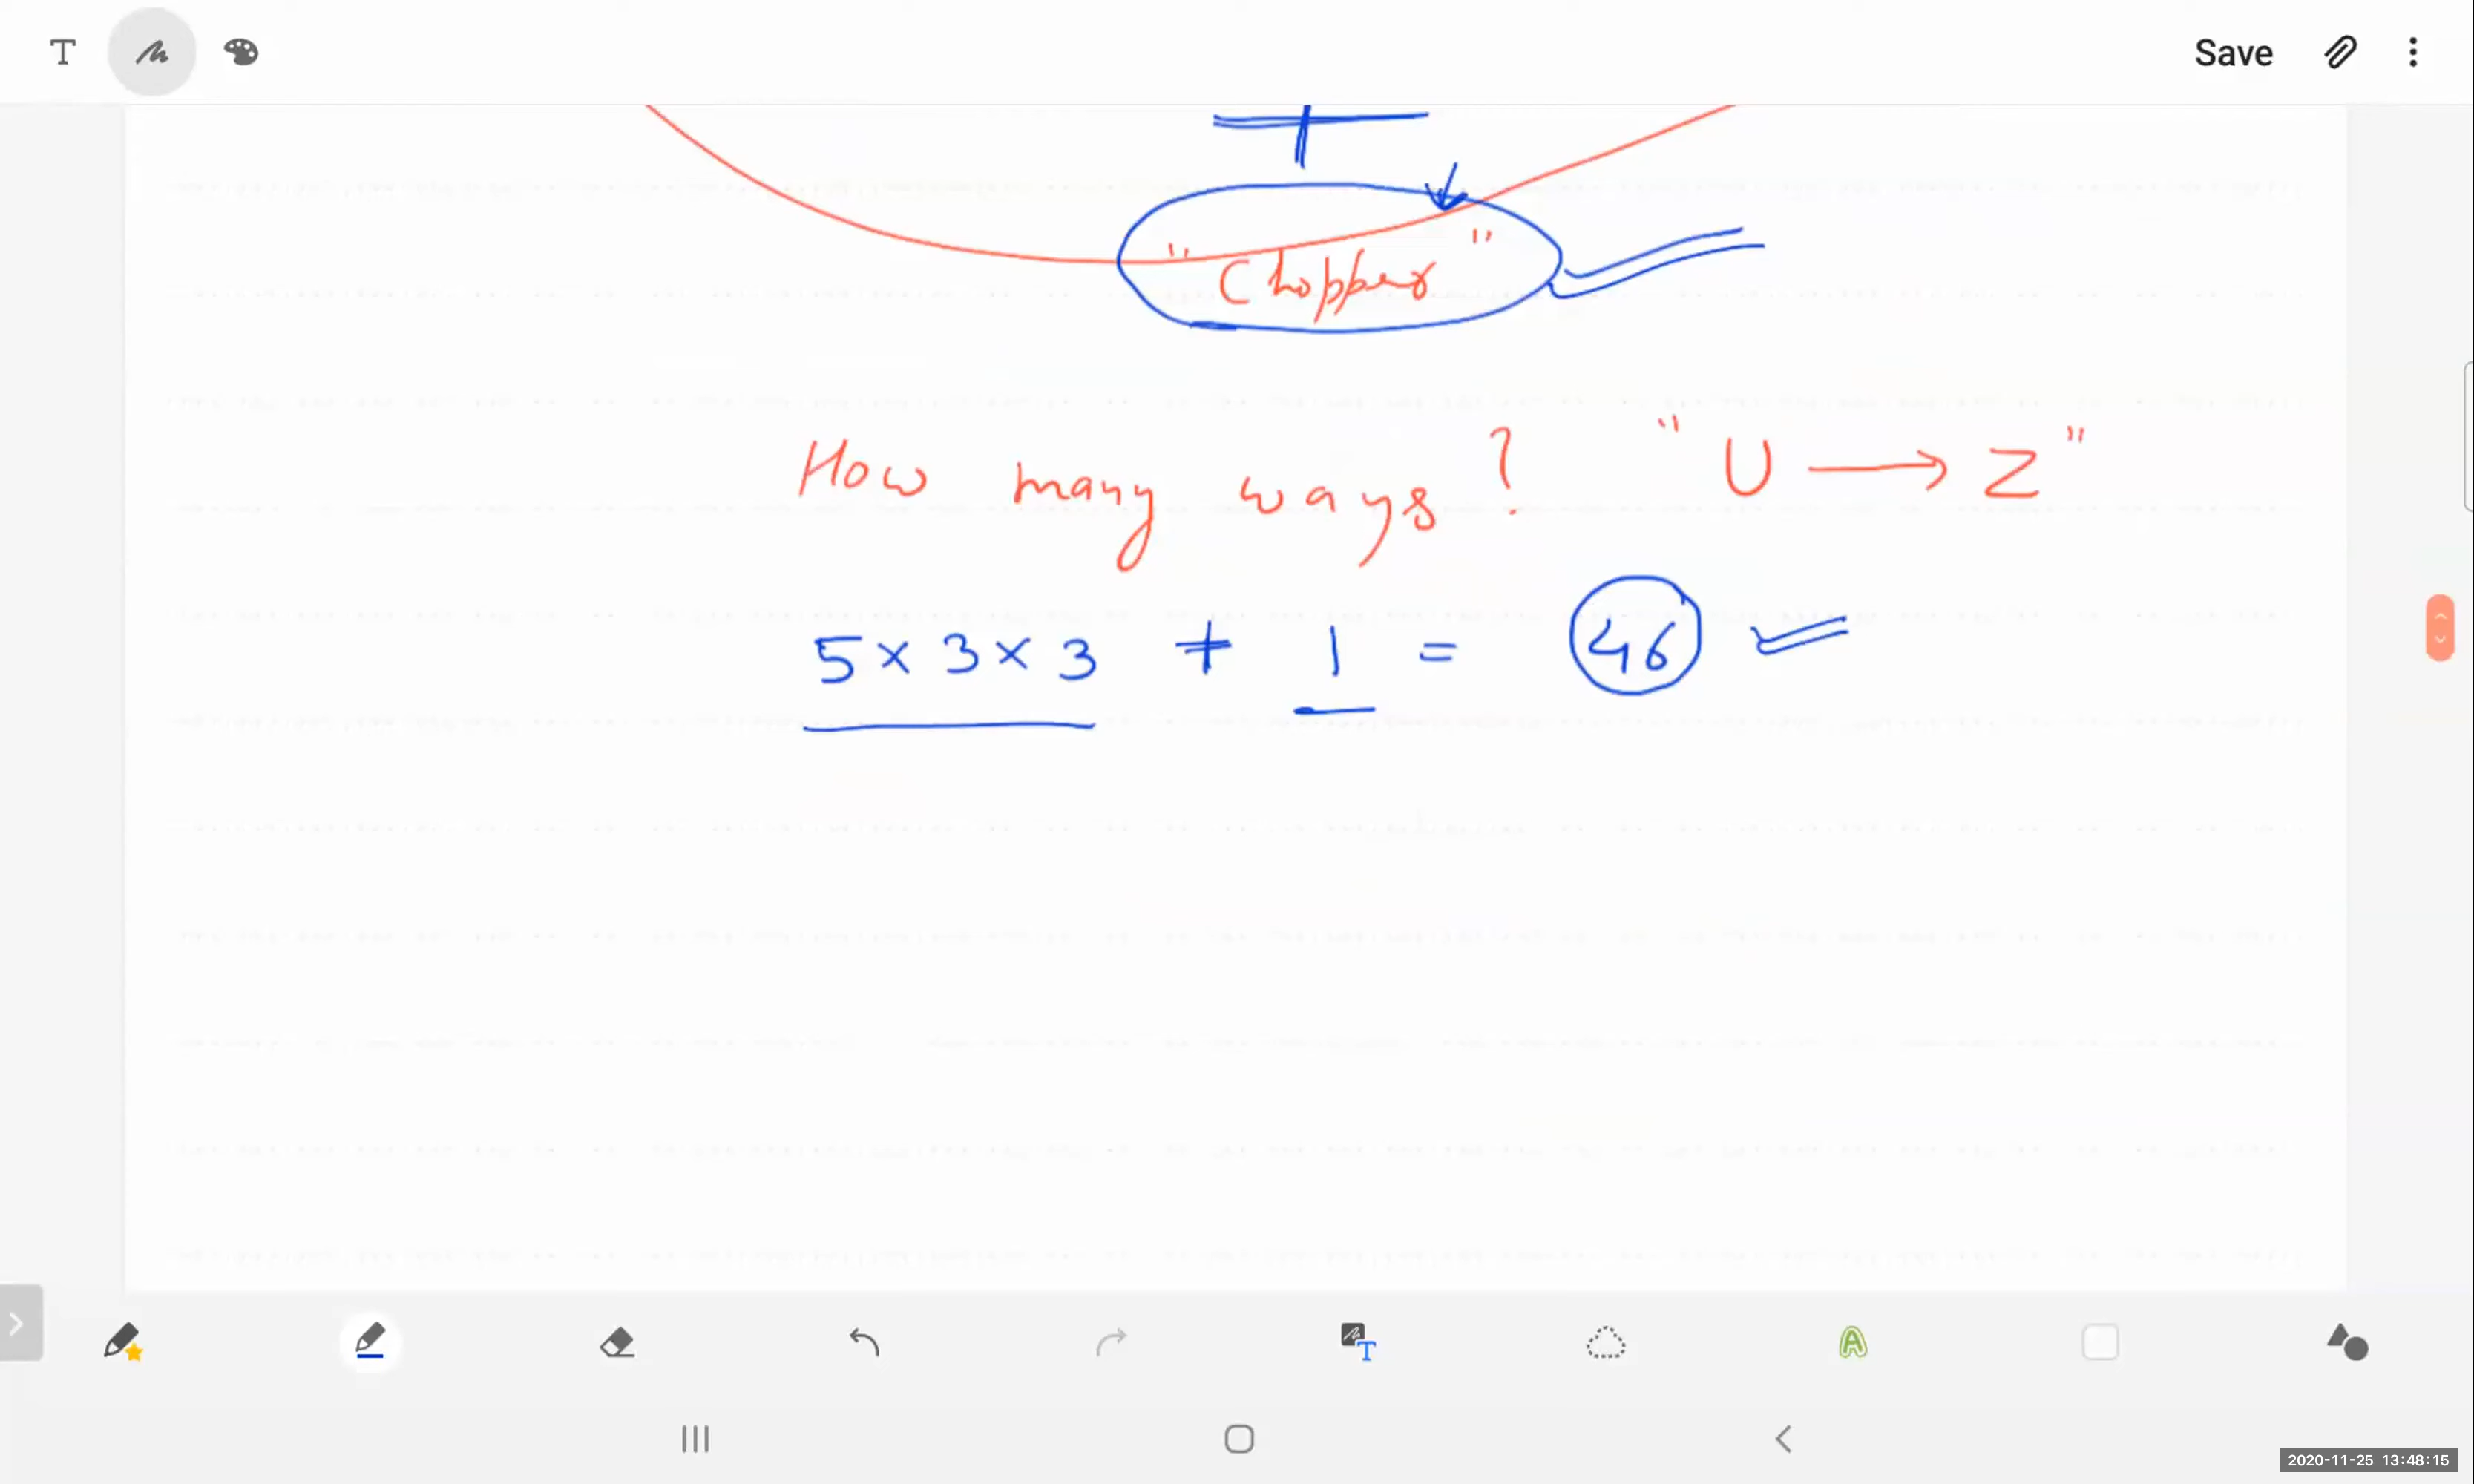 T Save
" Chopper "
How many ways ? " U → Z "
5 × 3 × 3 + 1 = 46
T A
2020-11-25 13:48:15